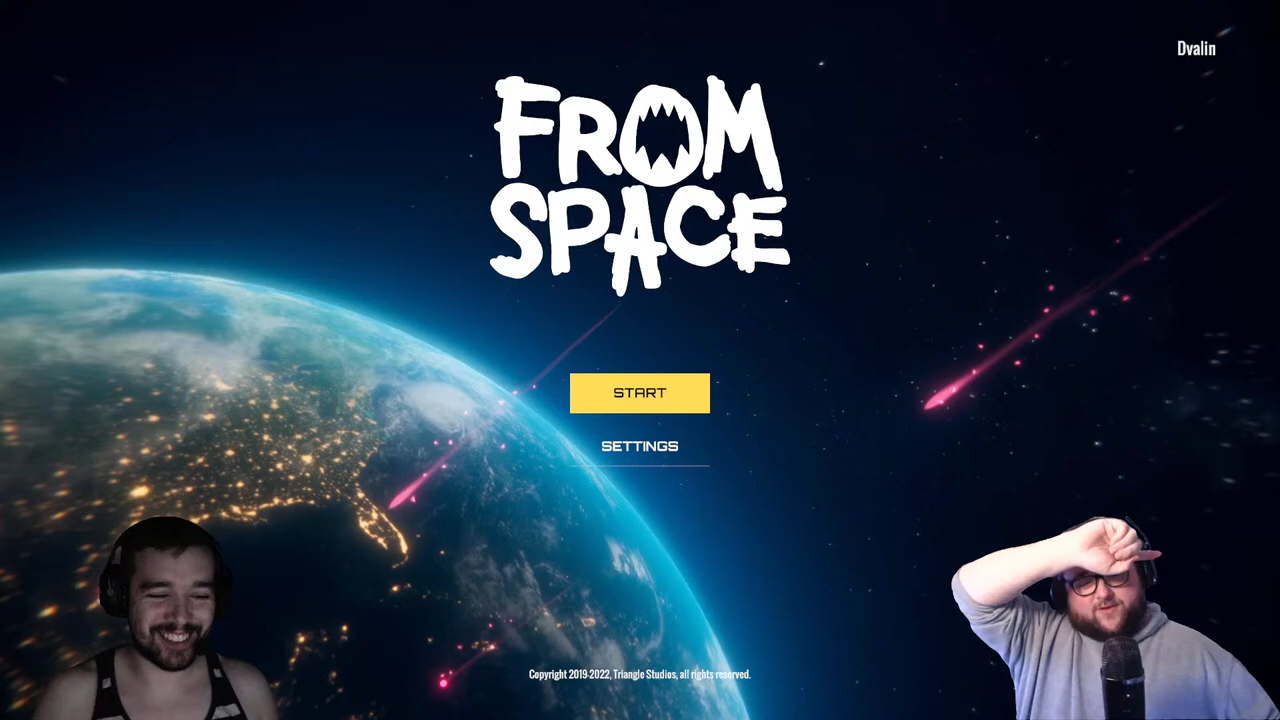 Dvalin
FROM
SPACE
START
SETTINGS
Copyright 2019-2022, Triangle Studios, all rights reserved.